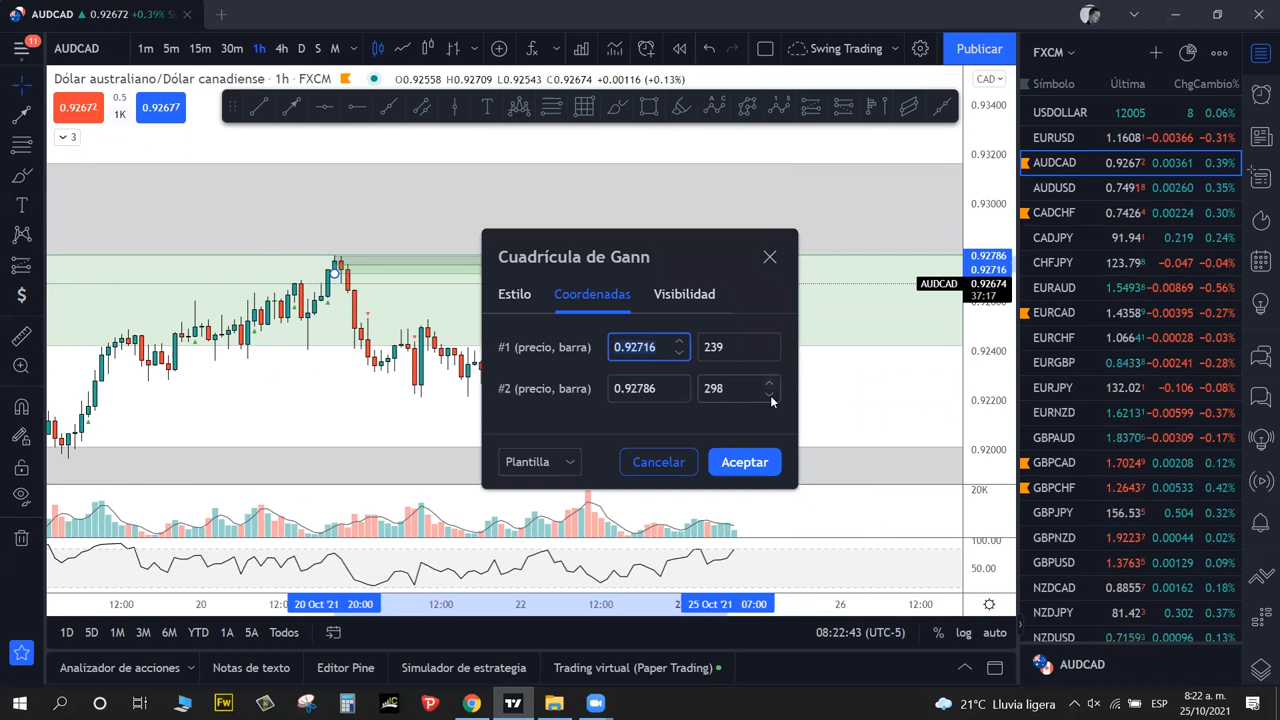 AUDCAD ▲ 0.92672 +0.39%
11
AUDCAD 1m 5m 15m 30m 1h 4h D S M Swing Trading Publicar
FXCM
Dólar australiano/Dólar canadiense · 1h · FXCM O0.92558 H0.92709 L0.92543 C0.92674 +0.00116 (+0.13%)
CAD
0.92672 0.5 1K 0.92677
3
0.93400
0.93200
0.93000
0.92786
0.92716
AUDCAD 0.92674
37:17
0.92400
0.92200
0.92000
20K
100.00
50.00
Cuadrícula de Gann
Estilo Coordenadas Visibilidad
#1 (precio, barra) 0.92716 239
#2 (precio, barra) 0.92786 298
Plantilla Cancelar Aceptar
12:00 20 20 Oct '21 20:00 12:00 22 12:00 25 Oct '21 07:00 26 12:00
1D 5D 1M 3M 6M YTD 1A 5A Todos 08:22:43 (UTC-5) % log auto
Analizador de acciones Notas de texto Editor Pine Simulador de estrategia Trading virtual (Paper Trading)
Símbolo Última Chg Cambio%
USDOLLAR 12005 8 0.06%
EURUSD 1.16081 −0.00366 −0.31%
AUDCAD 0.92672 0.00361 0.39%
AUDUSD 0.74918 0.00260 0.35%
CADCHF 0.74264 0.00224 0.30%
CADJPY 91.941 0.219 0.24%
CHFJPY 123.798 -0.047 −0.04%
EURAUD 1.54938 −0.00881 −0.56%
EURCAD 1.43589 −0.00395 −0.27%
EURCHF 1.06641 −0.00028 −0.03%
EURGBP 0.84338 −0.00241 −0.28%
EURJPY 132.021 -0.106 −0.08%
EURNZD 1.62131 −0.00609 −0.37%
GBPAUD 1.83706 −0.00309 −0.17%
GBPCAD 1.70249 0.00208 0.12%
GBPCHF 1.26437 0.00533 0.42%
GBPJPY 156.535 0.504 0.32%
GBPNZD 1.92237 0.00044 0.02%
GBPUSD 1.37635 0.00129 0.09%
NZDCAD 0.88557 0.00162 0.18%
NZDJPY 81.423 0.302 0.37%
NZDUSD 0.71593 0.00096 0.13%
AUDCAD
Fw
21°C Lluvia ligera ESP 8:22 a. m.
25/10/2021